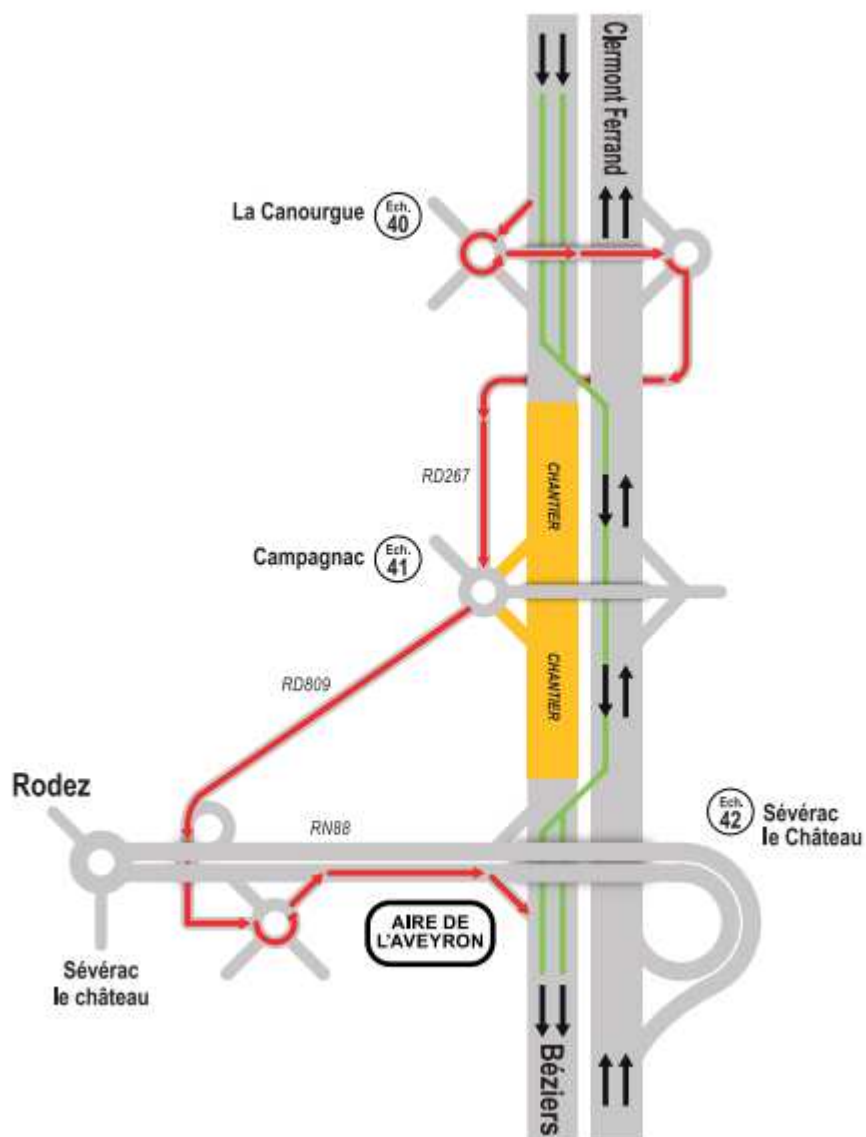 Clermont Ferrand
La Canourgue
Ech.
40
RD267
CHANTIER
Campagnac
Ech.
41
CHANTIER
RD809
Rodez
RN88
Ech.
42
Sévérac
le Château
AIRE DE
L'AVEYRON
Sévérac
le château
Béziers